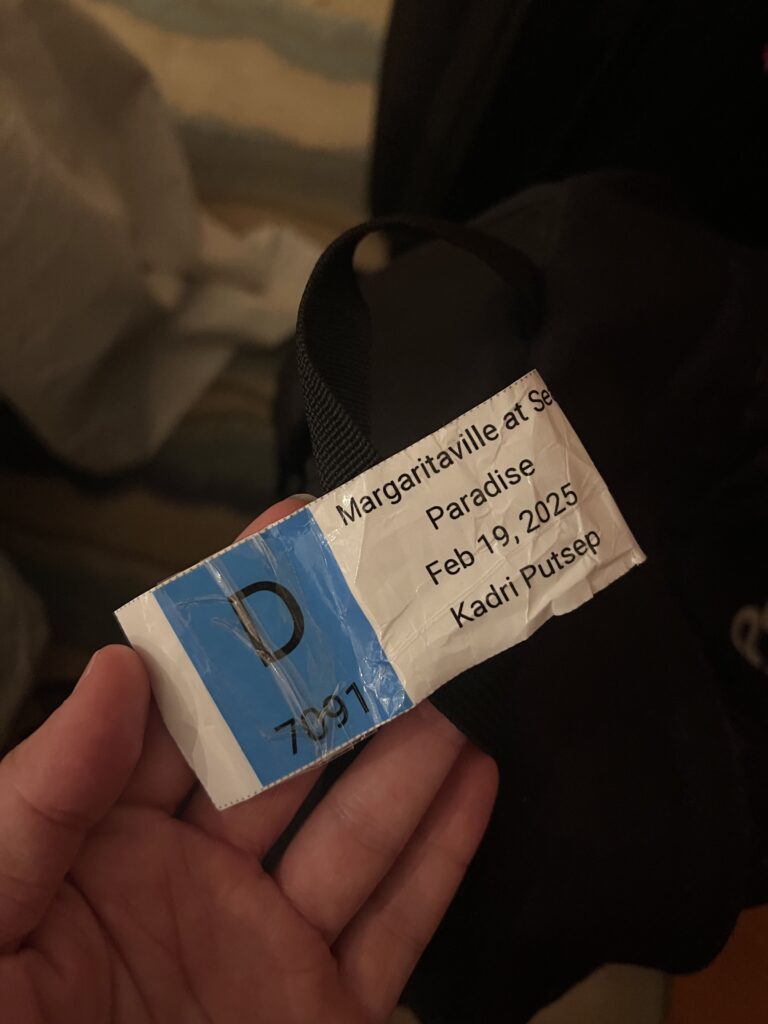 D
7091
Margaritaville at Se
Paradise
Feb 19, 2025
Kadri Putsep